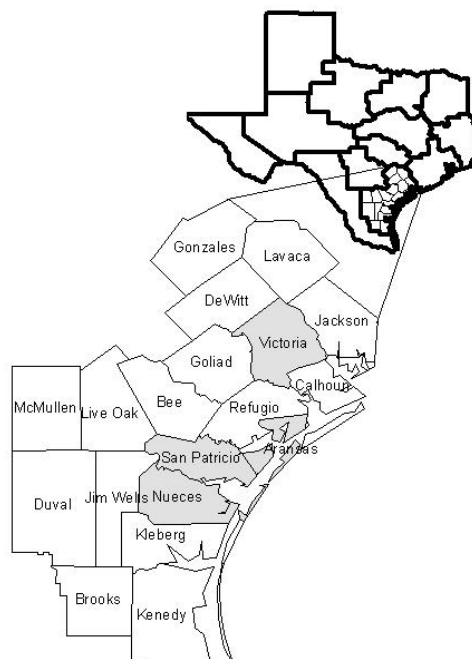 Gonzales
Lavaca
DeWitt
Jackson
Victoria
Goliad
Calhoun
McMullen
Live Oak
Bee
Refugio
Aransas
San Patricio
Duval
Jim Wells
Nueces
Kleberg
Brooks
Kenedy